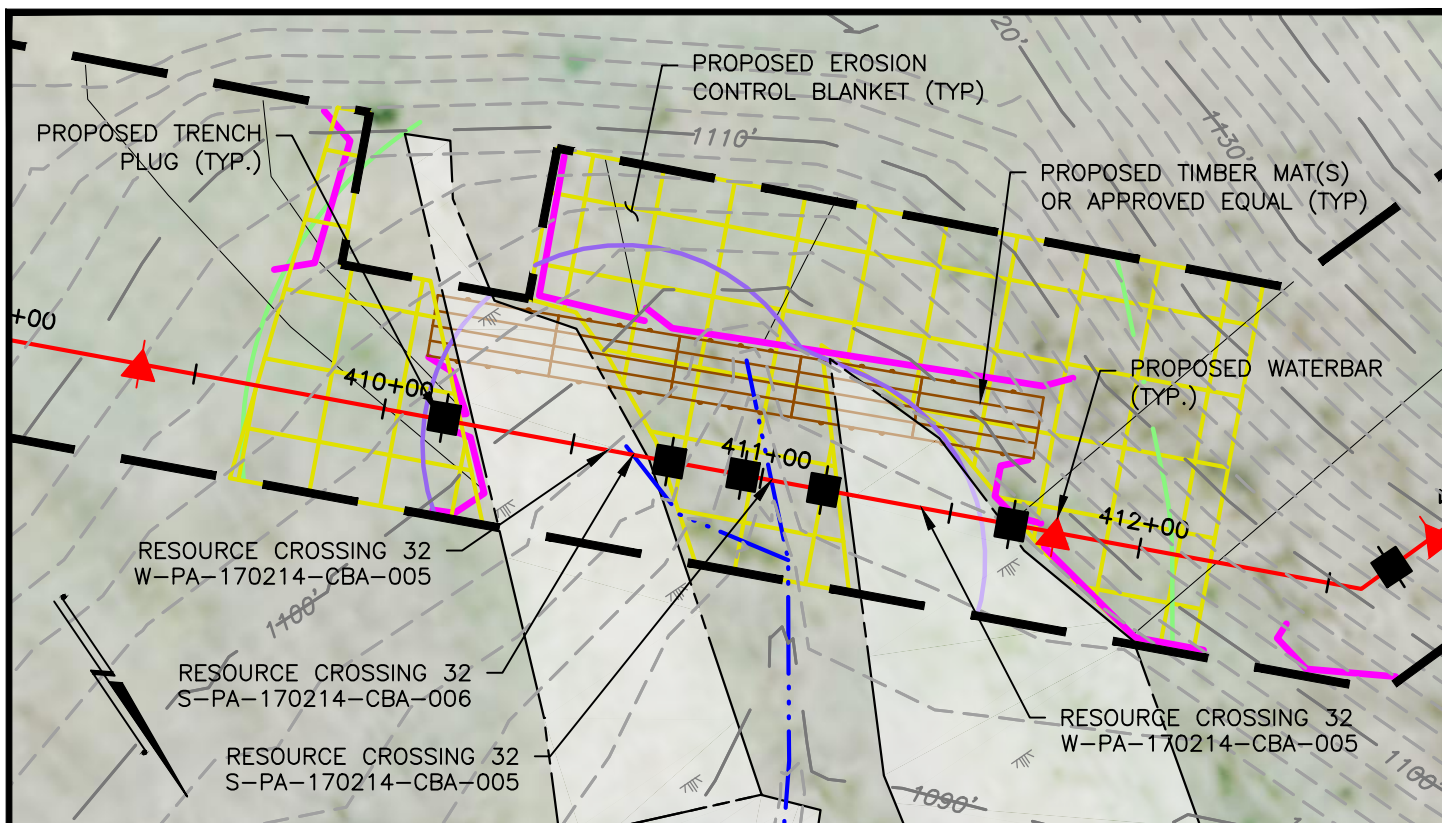 20'
PROPOSED EROSION
CONTROL BLANKET (TYP)
1110'
1130'
PROPOSED TRENCH
PLUG (TYP.)
PROPOSED TIMBER MAT(S)
OR APPROVED EQUAL (TYP)
+00
410+00
PROPOSED WATERBAR
(TYP.)
411+00
412+00
RESOURCE CROSSING 32
W-PA-170214-CBA-005
1100'
RESOURCE CROSSING 32
S-PA-170214-CBA-006
RESOURCE CROSSING 32
S-PA-170214-CBA-005
RESOURCE CROSSING 32
W-PA-170214-CBA-005
1100'
1090'